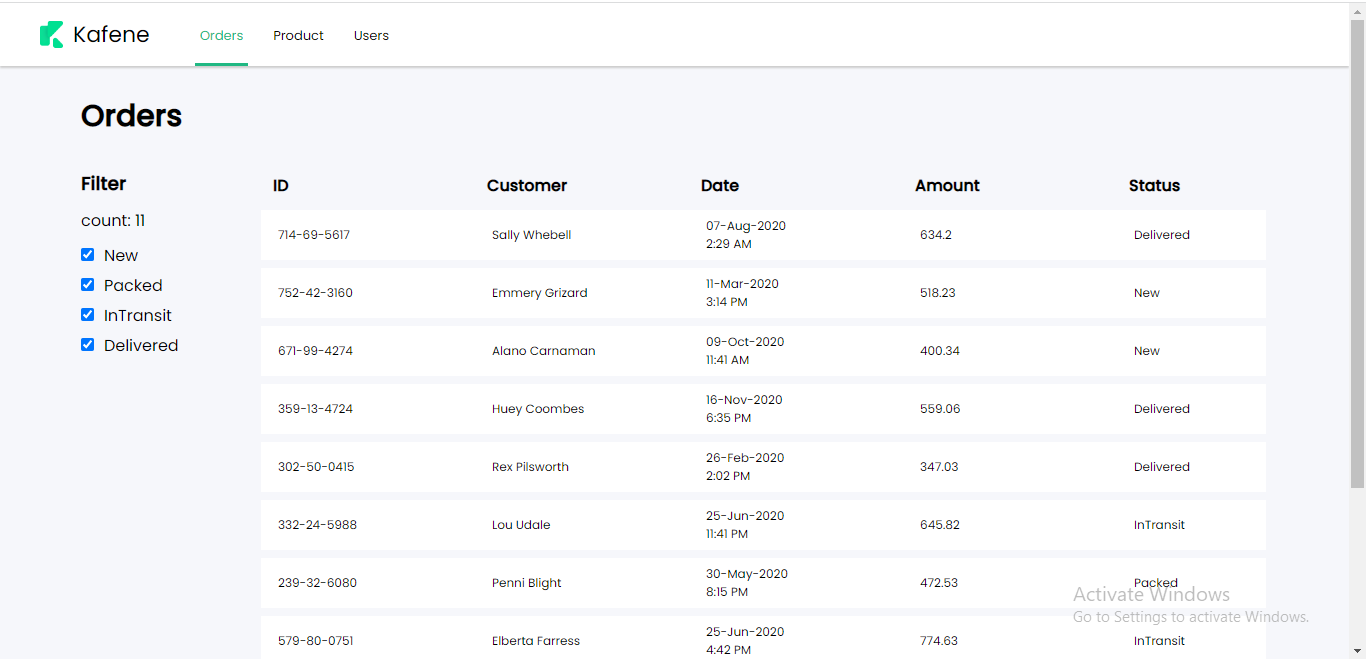 Kafene
Orders Product Users
Orders
Filter
count: 11
New
Packed
InTransit
Delivered
ID Customer Date Amount Status
714-69-5617 Sally Whebell 07-Aug-2020 634.2 Delivered
2:29 AM
752-42-3160 Emmery Grizard 11-Mar-2020 518.23 New
3:14 PM
671-99-4274 Alano Carnaman 09-Oct-2020 400.34 New
11:41 AM
359-13-4724 Huey Coombes 16-Nov-2020 559.06 Delivered
6:35 PM
302-50-0415 Rex Pilsworth 26-Feb-2020 347.03 Delivered
2:02 PM
332-24-5988 Lou Udale 25-Jun-2020 645.82 InTransit
11:41 PM
239-32-6080 Penni Blight 30-May-2020 472.53 Packed
8:15 PM
579-80-0751 Elberta Farress 25-Jun-2020 774.63 InTransit
4:42 PM
Activate Windows
Go to Settings to activate Windows.